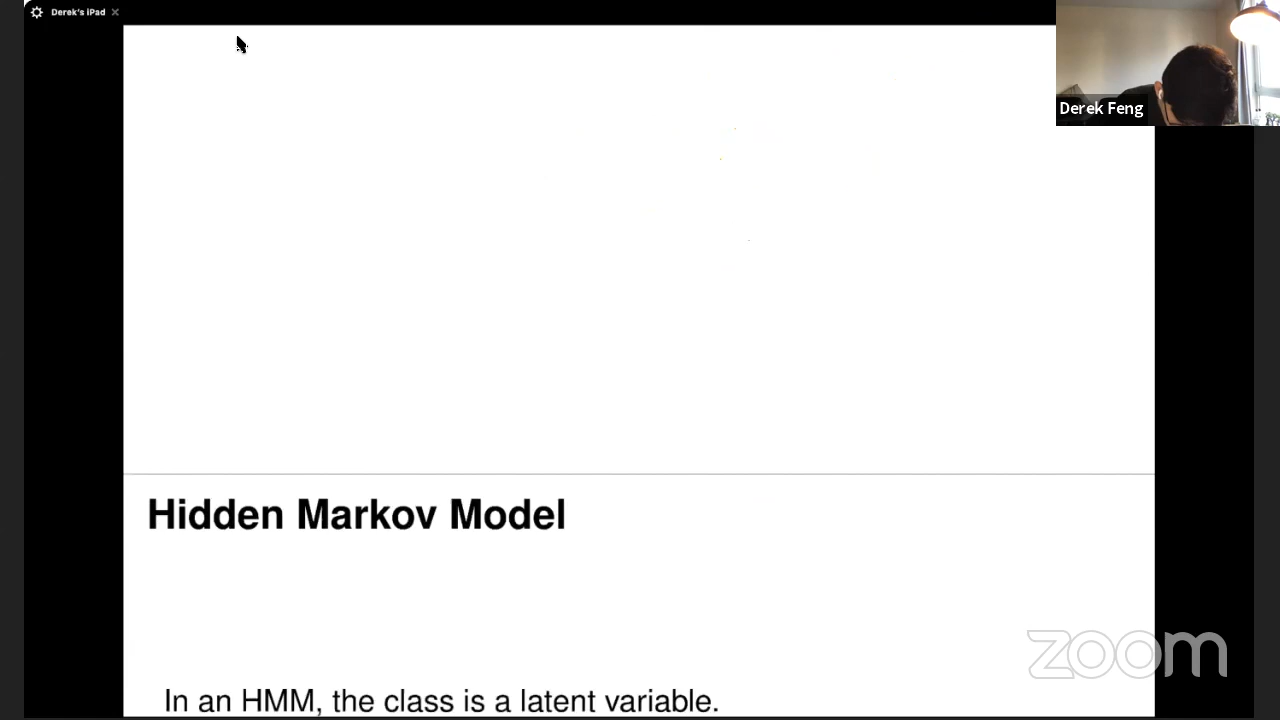 Derek's iPad
Derek Feng
Hidden Markov Model
zoom
In an HMM, the class is a latent variable.